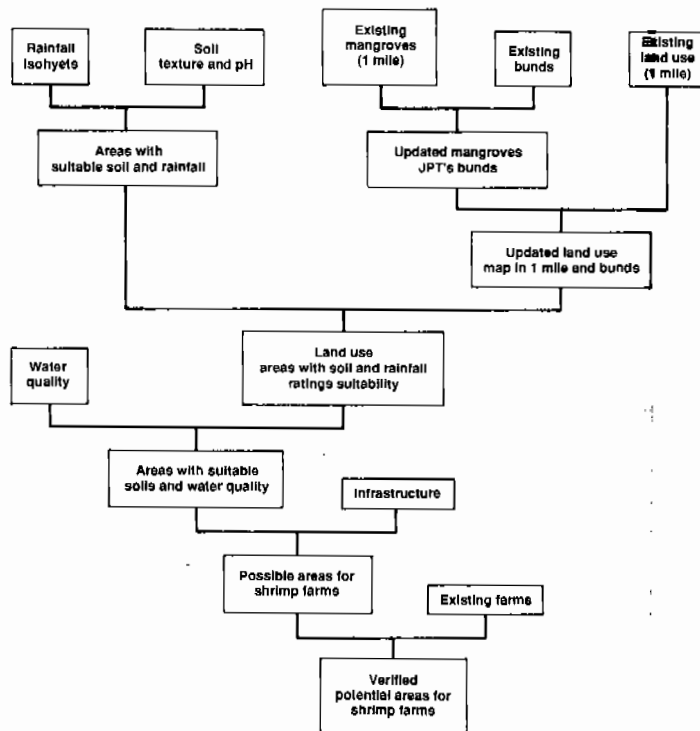 Rainfall
isohyets
Soil
texture and pH
Existing
mangroves
(1 mile)
Existing
bunds
Existing
land use
(1 mile)
Areas with
suitable soil and rainfall
Updated mangroves
JPT's bunds
Updated land use
map in 1 mile and bunds
Water
quality
Land use
areas with soil and rainfall
ratings suitability
Areas with suitable
soils and water quality
Infrastructure
Possible areas for
shrimp farms
Existing farms
Verified
potential areas for
shrimp farms